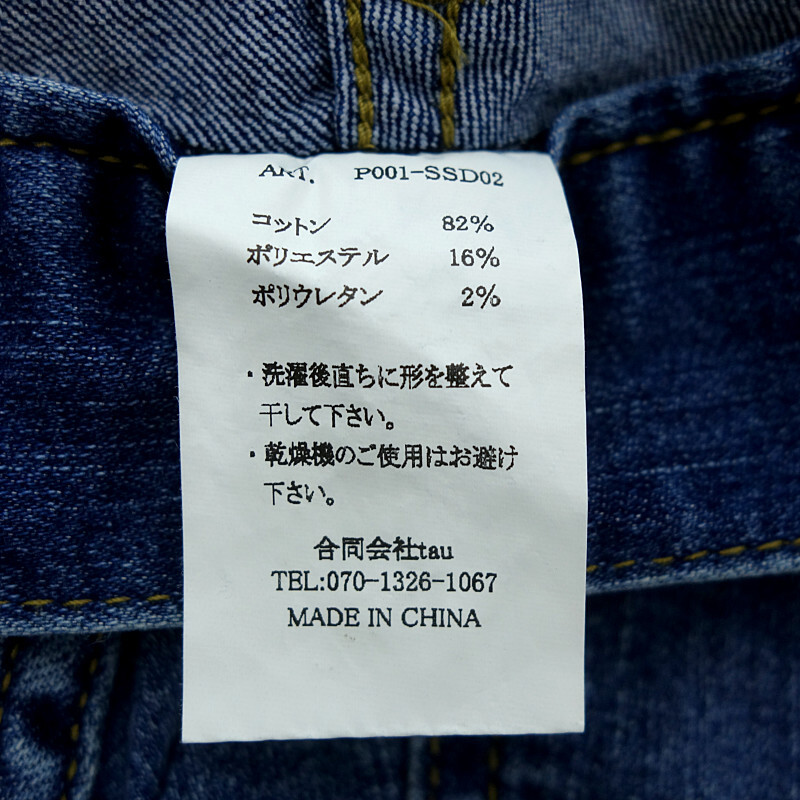 ART. P001-SSD02
コットン 82%
ポリエステル 16%
ポリウレタン 2%
・洗濯後直ちに形を整えて
干して下さい。
・乾燥機のご使用はお避け
下さい。
合同会社tau
TEL:070-1326-1067
MADE IN CHINA